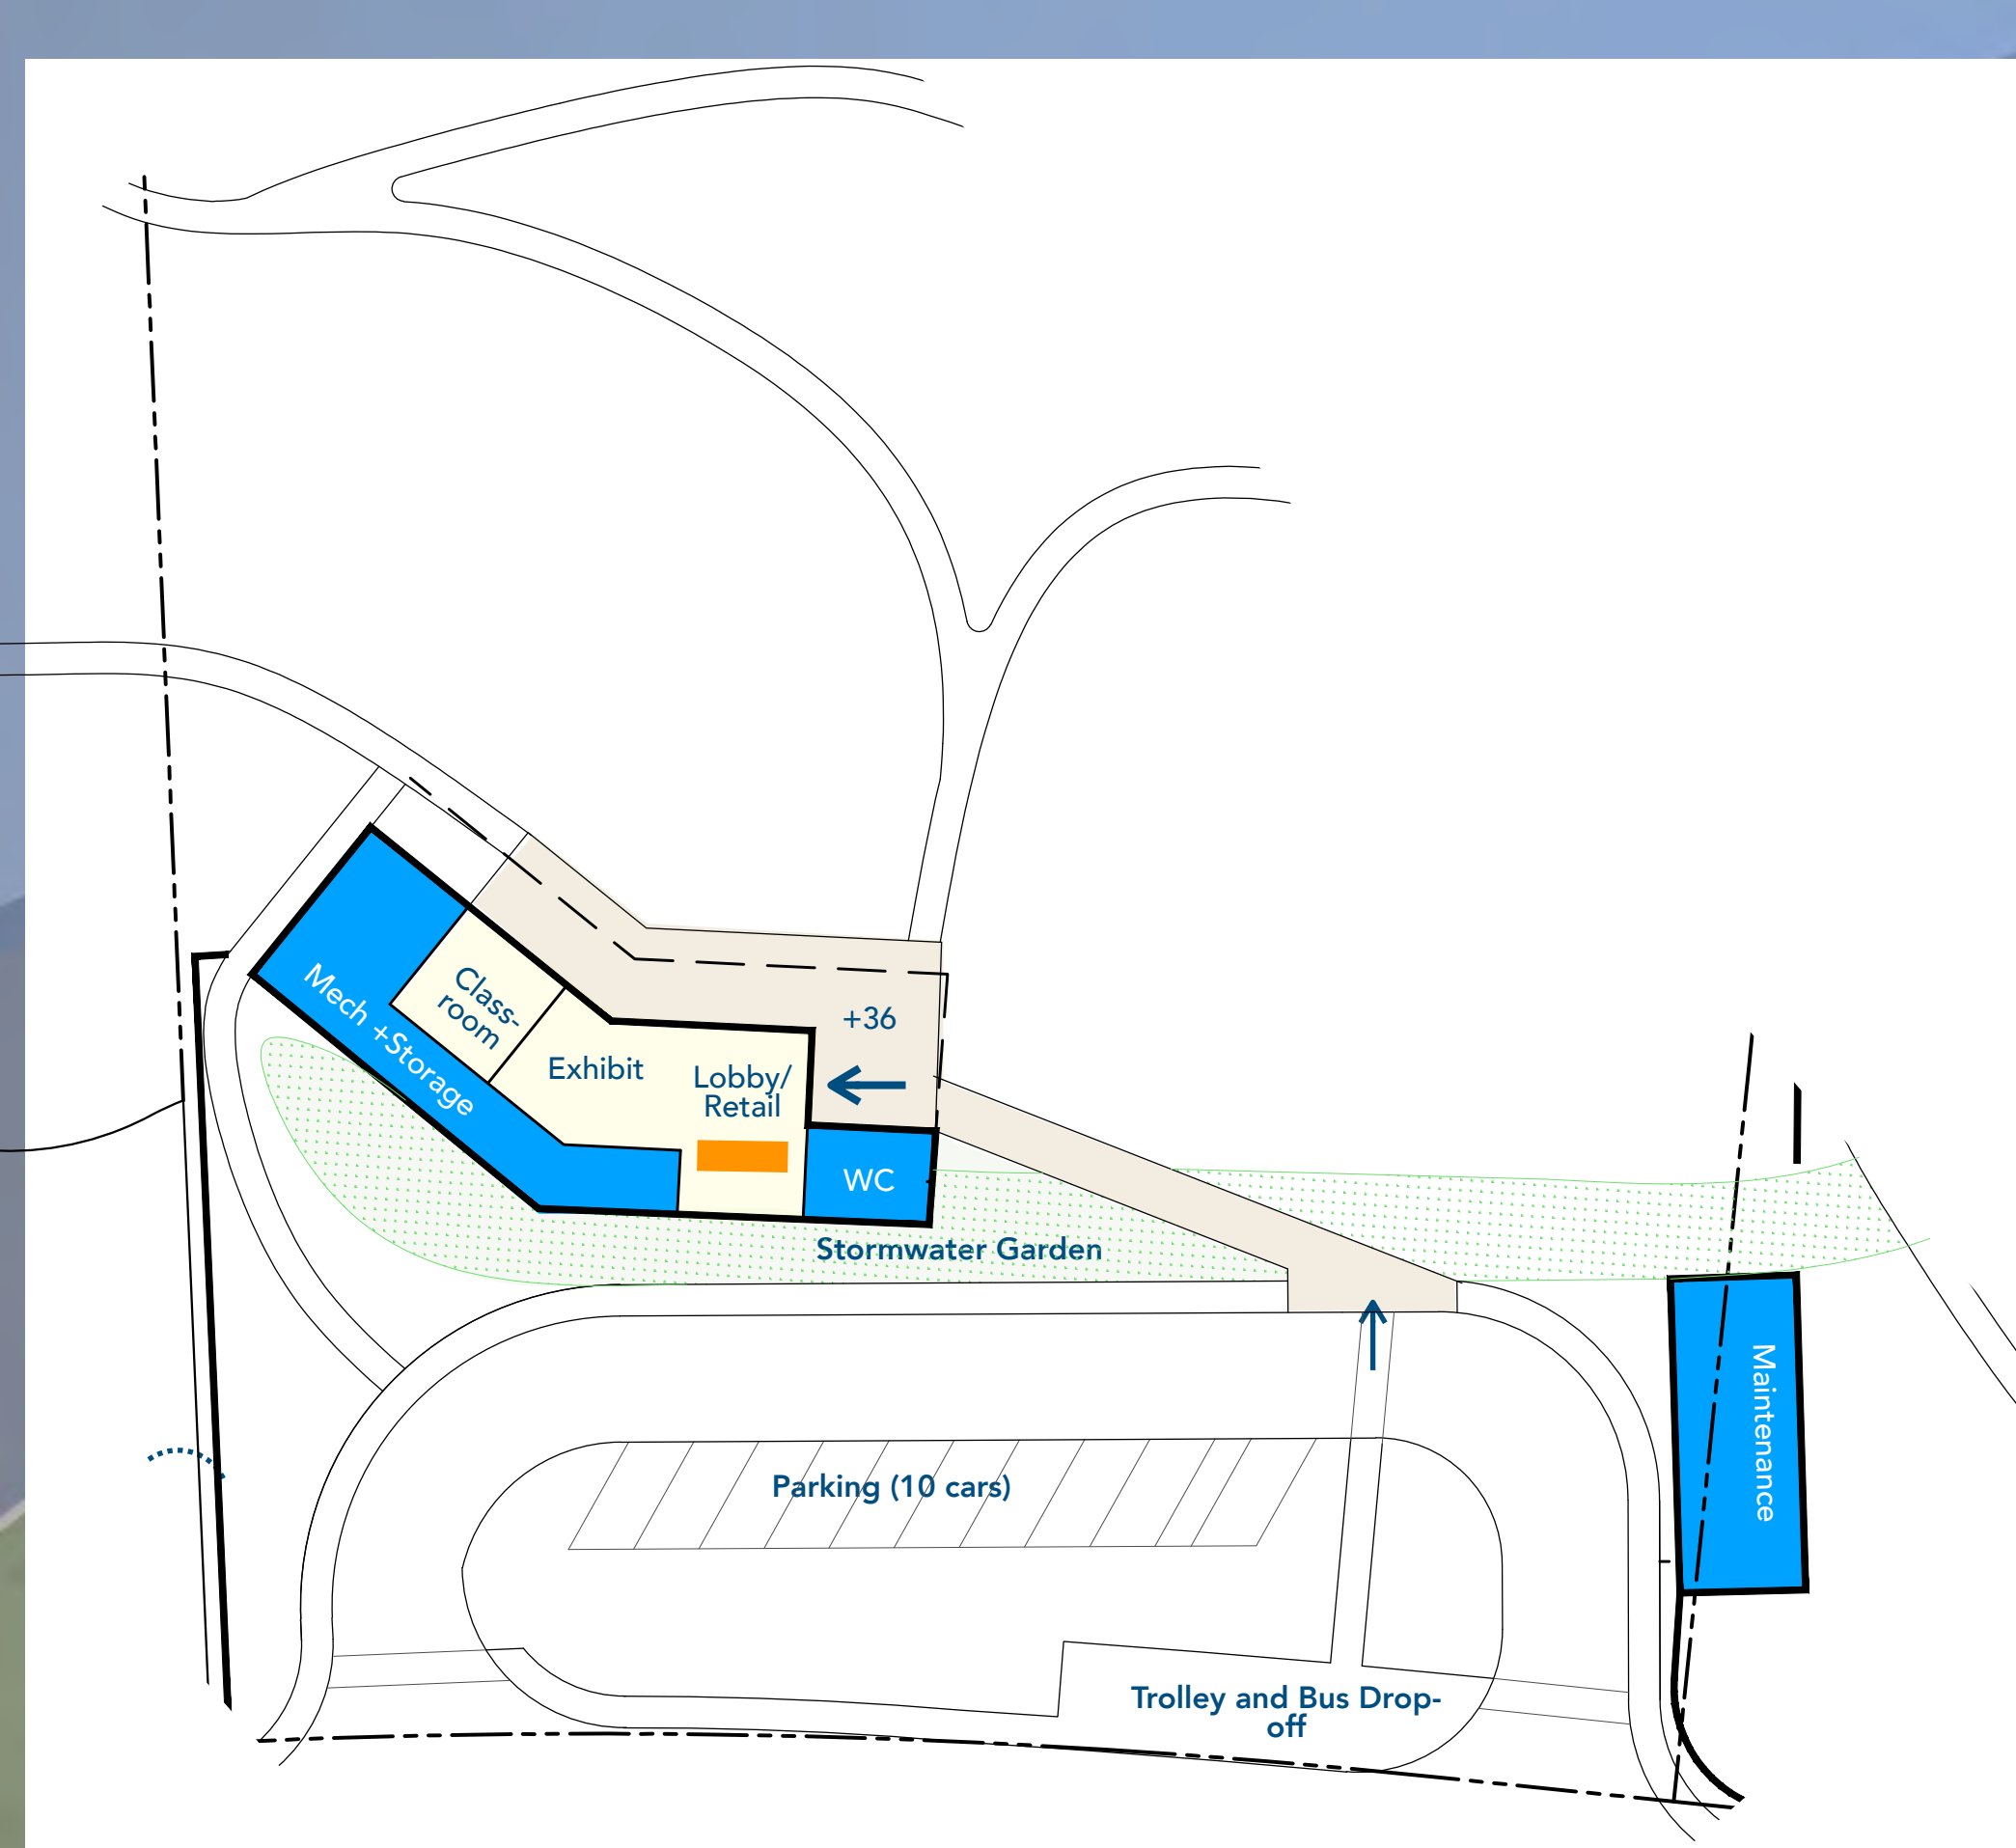 +36
Class-
room
Exhibit
Lobby/
Retail
Mech +Storage
WC
Stormwater Garden
Maintenance
Parking (10 cars)
Trolley and Bus Drop-
off